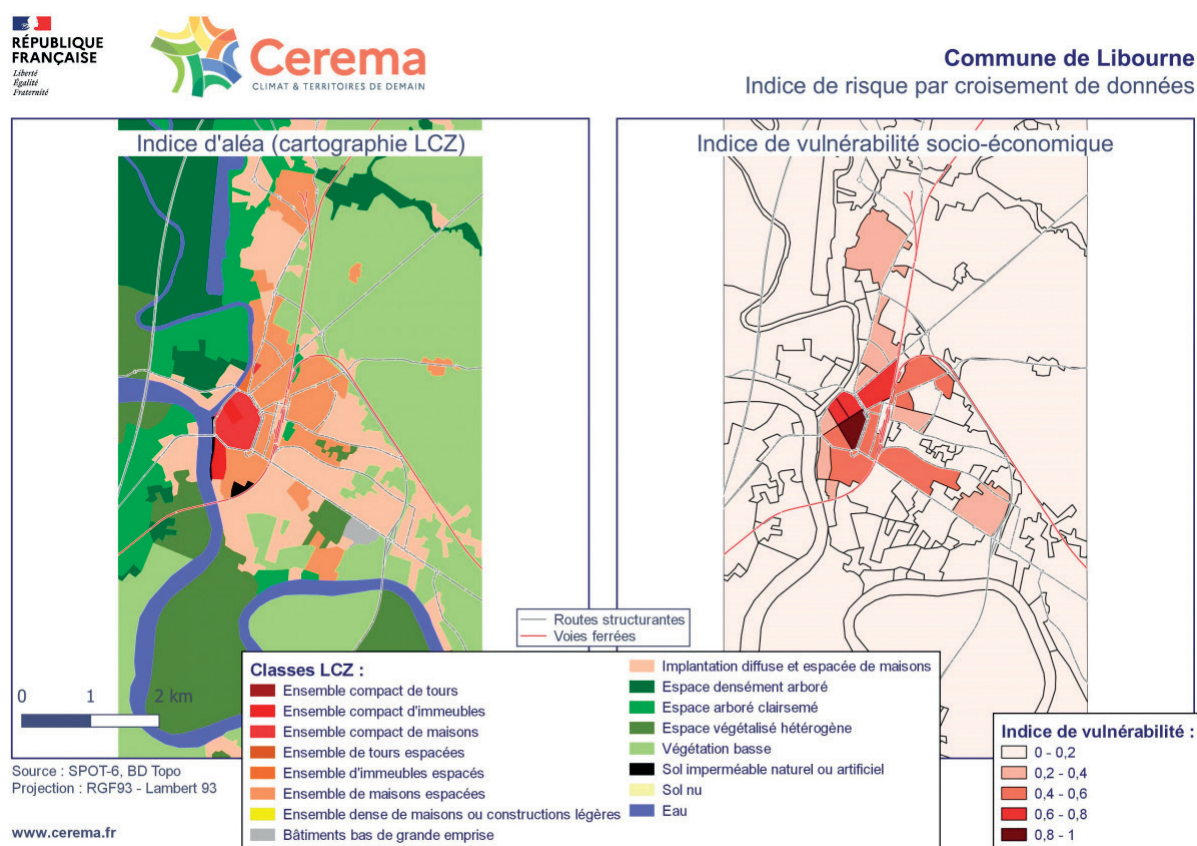 RÉPUBLIQUE
FRANÇAISE
Liberté
Égalité
Fraternité
Cerema
CLIMAT & TERRITOIRES DE DEMAIN
Commune de Libourne
Indice de risque par croisement de données
Indice d'aléa (cartographie LCZ)
Indice de vulnérabilité socio-économique
Routes structurantes
Voies ferrées
0 1 2 km
Source : SPOT-6, BD Topo
Projection : RGF93 - Lambert 93
www.cerema.fr
Classes LCZ :
Ensemble compact de tours
Ensemble compact d'immeubles
Ensemble compact de maisons
Ensemble de tours espacées
Ensemble d'immeubles espacés
Ensemble de maisons espacées
Ensemble dense de maisons ou constructions légères
Bâtiments bas de grande emprise
Implantation diffuse et espacée de maisons
Espace densément arboré
Espace arboré clairsemé
Espace végétalisé hétérogène
Végétation basse
Sol imperméable naturel ou artificiel
Sol nu
Eau
Indice de vulnérabilité :
0 - 0,2
0,2 - 0,4
0,4 - 0,6
0,6 - 0,8
0,8 - 1